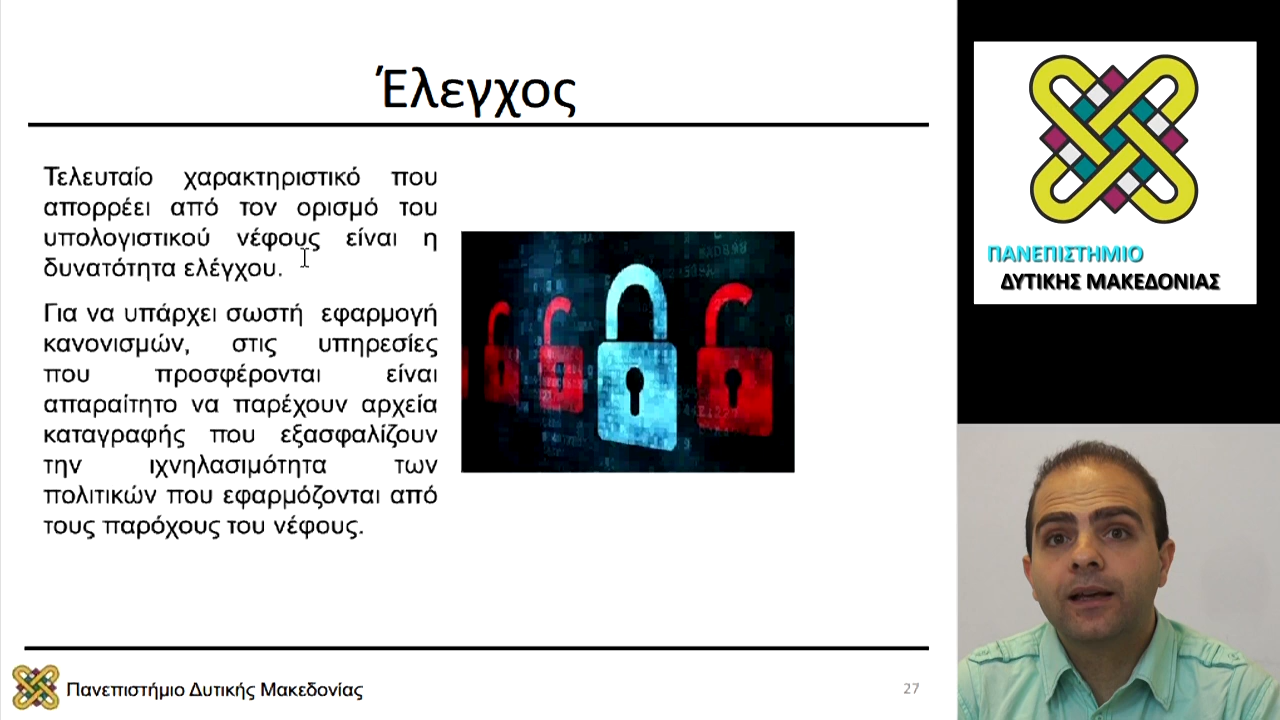 Έλεγχος
Τελευταίο χαρακτηριστικό που
απορρέει από τον ορισμό του
υπολογιστικού νέφους είναι η
δυνατότητα ελέγχου.
Για να υπάρχει σωστή εφαρμογή
κανονισμών, στις υπηρεσίες
που προσφέρονται είναι
απαραίτητο να παρέχουν αρχεία
καταγραφής που εξασφαλίζουν
την ιχνηλασιμότητα των
πολιτικών που εφαρμόζονται από
τους παρόχους του νέφους.
Πανεπιστήμιο Δυτικής Μακεδονίας
27
ΠΑΝΕΠΙΣΤΗΜΙΟ
ΔΥΤΙΚΗΣ ΜΑΚΕΔΟΝΙΑΣ